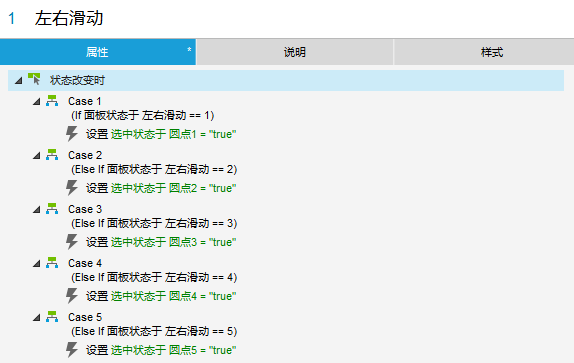 1 左右滑动
属性 * 说明 样式
状态改变时
Case 1
(If 面板状态于 左右滑动 == 1)
设置 选中状态于 圆点1 = "true"
Case 2
(Else If 面板状态于 左右滑动 == 2)
设置 选中状态于 圆点2 = "true"
Case 3
(Else If 面板状态于 左右滑动 == 3)
设置 选中状态于 圆点3 = "true"
Case 4
(Else If 面板状态于 左右滑动 == 4)
设置 选中状态于 圆点4 = "true"
Case 5
(Else If 面板状态于 左右滑动 == 5)
设置 选中状态于 圆点5 = "true"